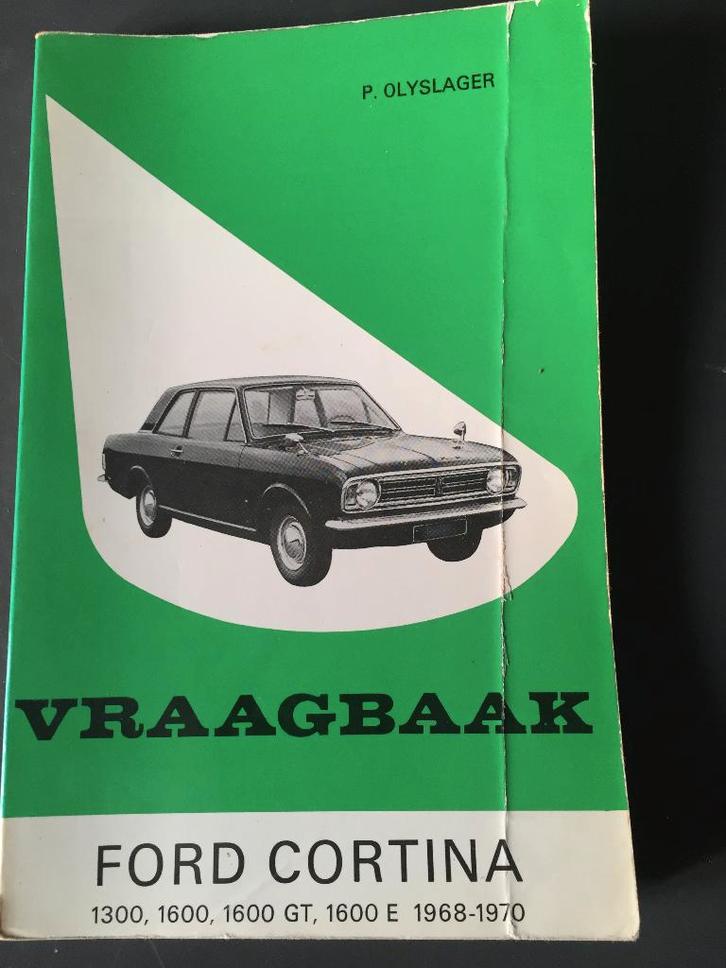 P. OLYSLAGER
VRAAGBAAK
FORD CORTINA
1300, 1600, 1600 GT, 1600 E 1968-1970